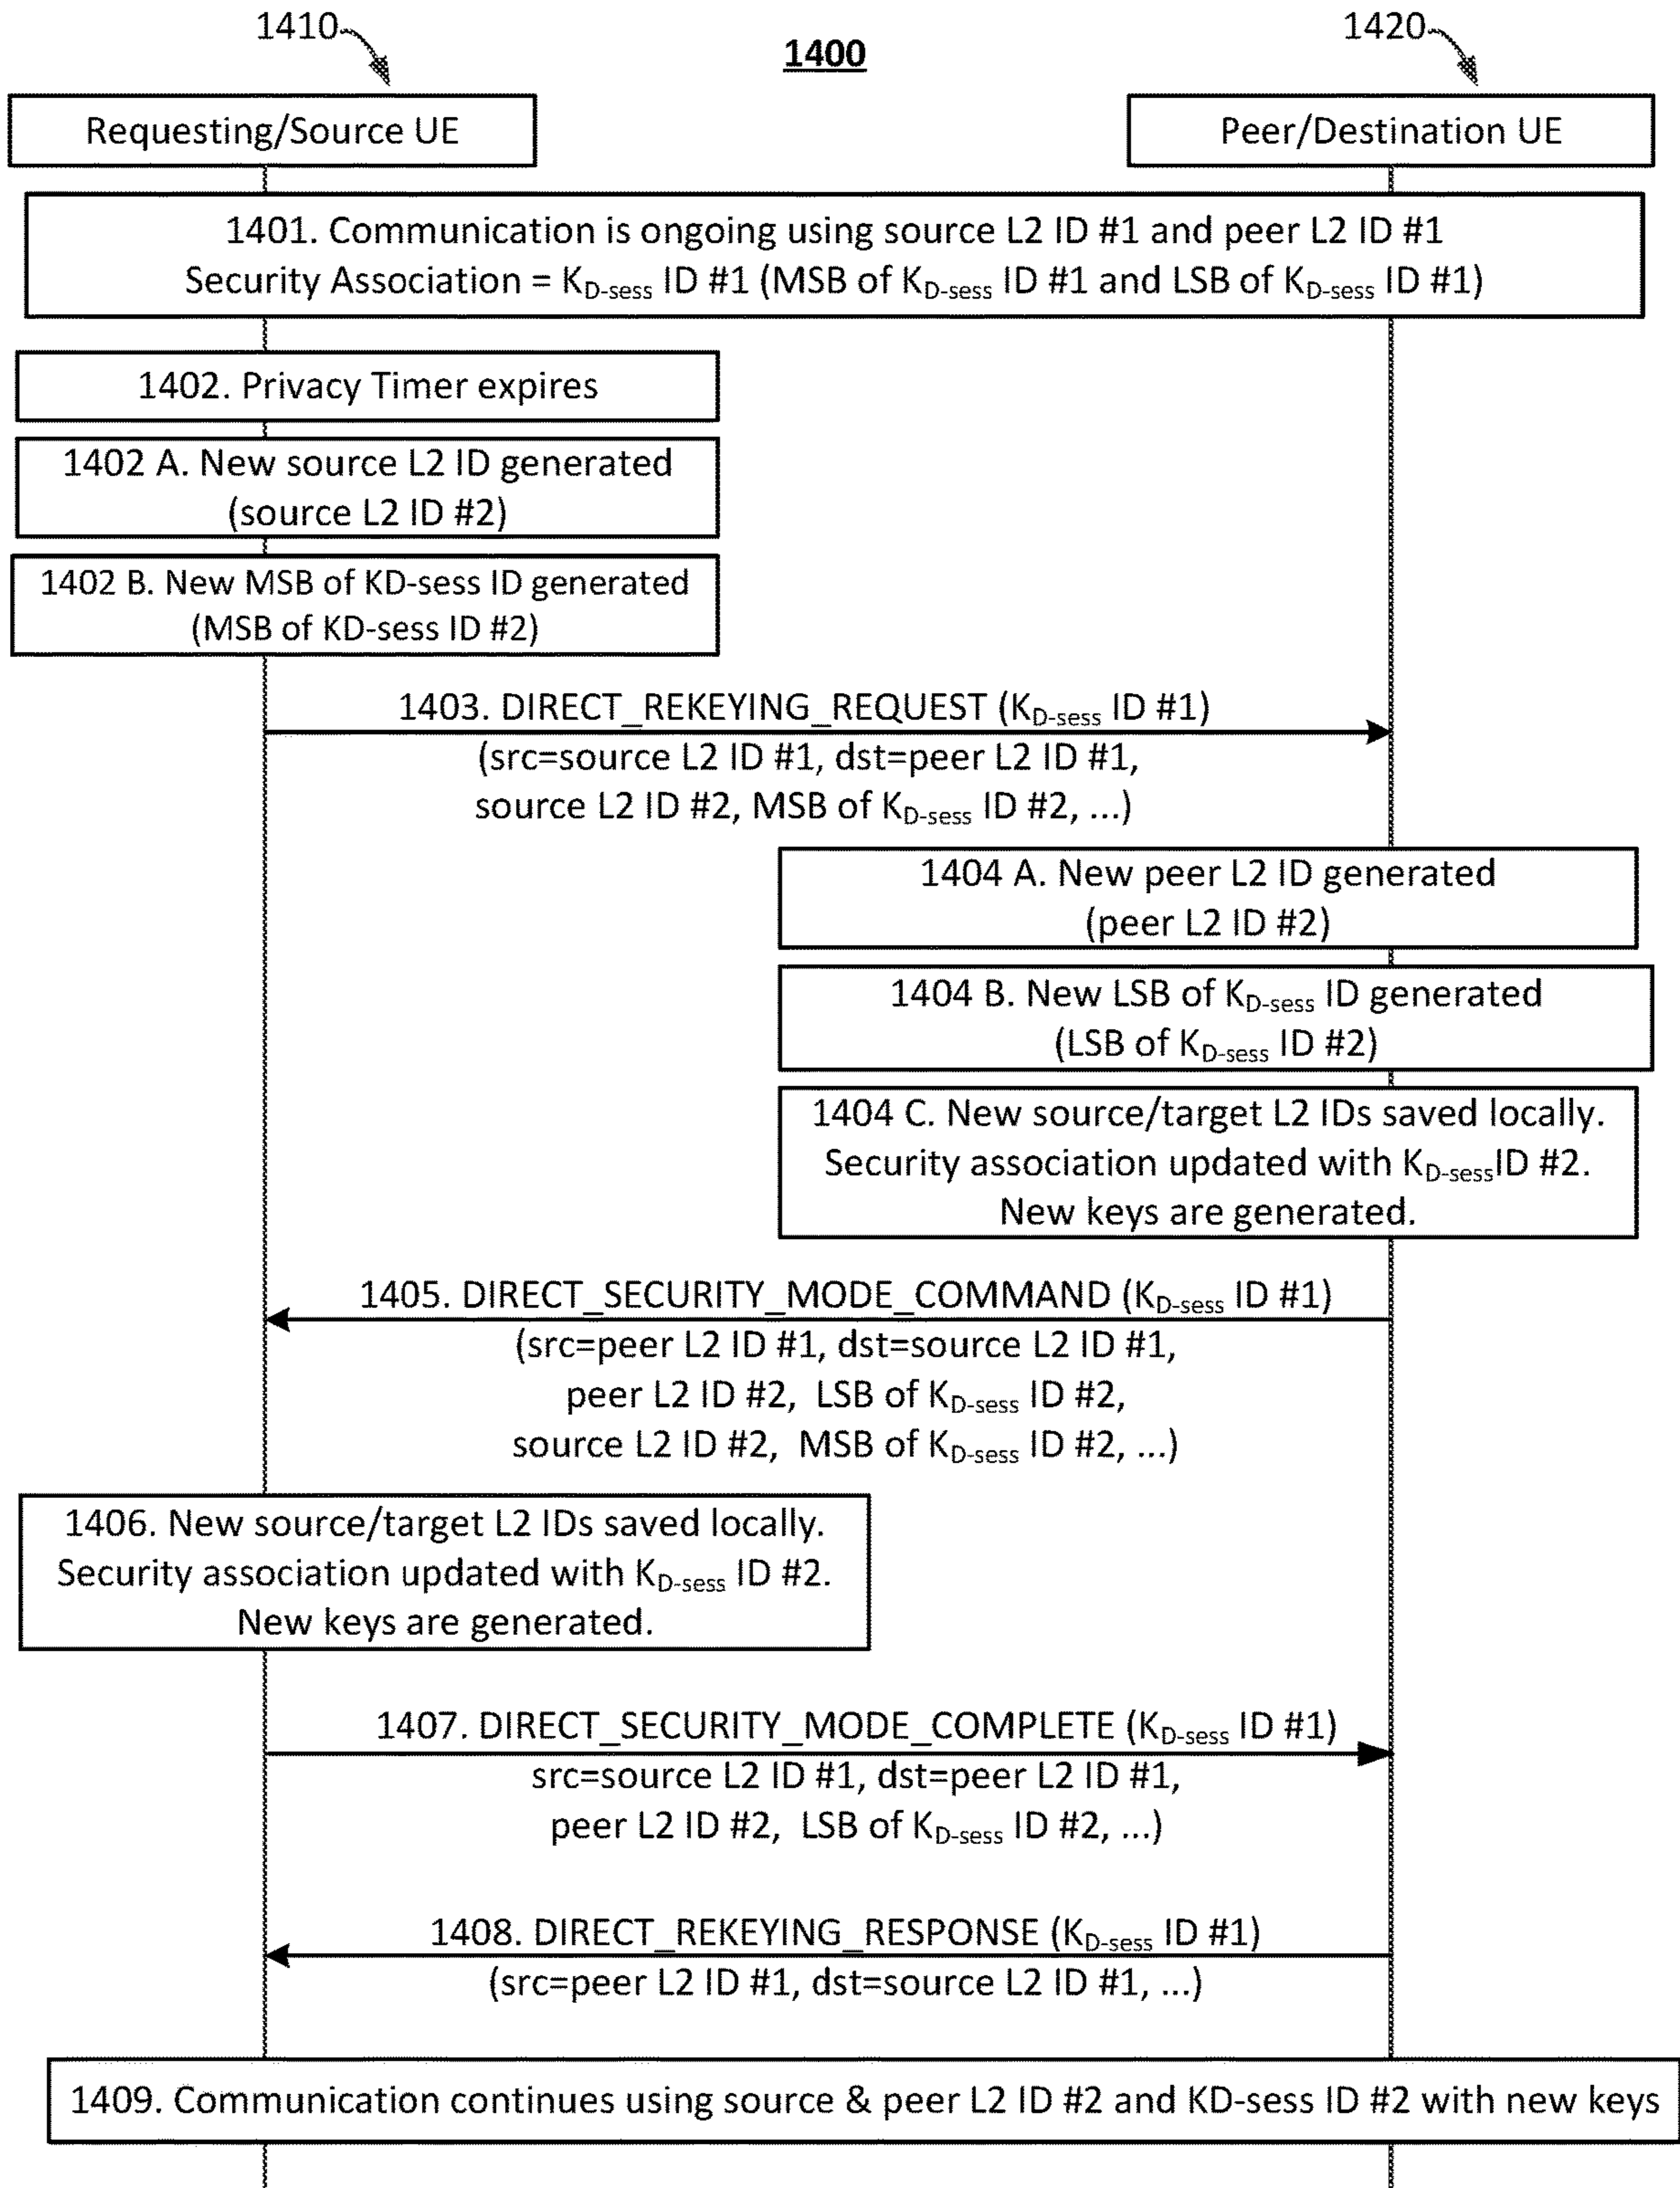 1410
1400
1420
Requesting/Source UE
Peer/Destination UE
1401. Communication is ongoing using source L2 ID #1 and peer L2 ID #1
Security Association = KD-sess ID #1 (MSB of KD-sess ID #1 and LSB of KD-sess ID #1)
1402. Privacy Timer expires
1402 A. New source L2 ID generated
(source L2 ID #2)
1402 B. New MSB of KD-sess ID generated
(MSB of KD-sess ID #2)
1403. DIRECT_REKEYING_REQUEST (KD-sess ID #1)
(src=source L2 ID #1, dst=peer L2 ID #1,
source L2 ID #2, MSB of KD-sess ID #2, ...)
1404 A. New peer L2 ID generated
(peer L2 ID #2)
1404 B. New LSB of KD-sess ID generated
(LSB of KD-sess ID #2)
1404 C. New source/target L2 IDs saved locally.
Security association updated with KD-sessID #2.
New keys are generated.
1405. DIRECT_SECURITY_MODE_COMMAND (KD-sess ID #1)
(src=peer L2 ID #1, dst=source L2 ID #1,
peer L2 ID #2, LSB of KD-sess ID #2,
source L2 ID #2, MSB of KD-sess ID #2, ...)
1406. New source/target L2 IDs saved locally.
Security association updated with KD-sess ID #2.
New keys are generated.
1407. DIRECT_SECURITY_MODE_COMPLETE (KD-sess ID #1)
src=source L2 ID #1, dst=peer L2 ID #1,
peer L2 ID #2, LSB of KD-sess ID #2, ...)
1408. DIRECT_REKEYING_RESPONSE (KD-sess ID #1)
(src=peer L2 ID #1, dst=source L2 ID #1, ...)
1409. Communication continues using source & peer L2 ID #2 and KD-sess ID #2 with new keys